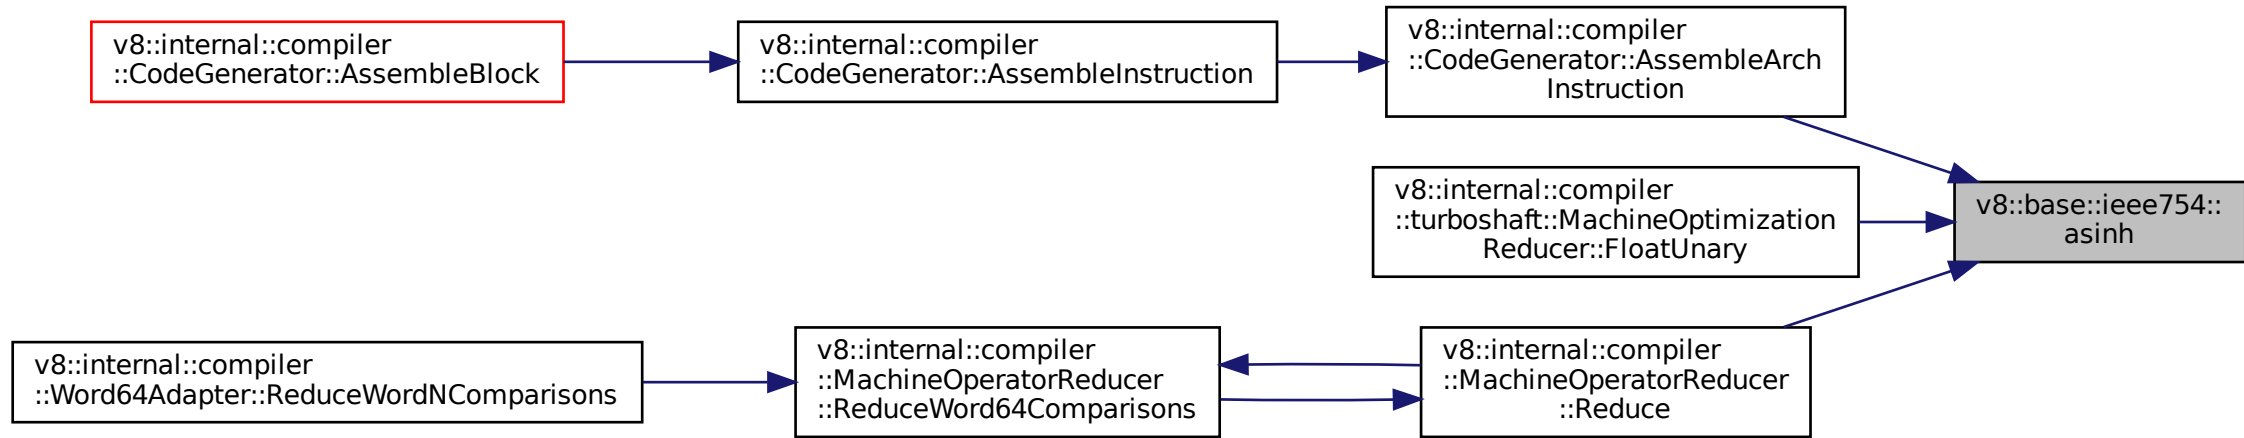 v8::internal::compiler
::CodeGenerator::AssembleBlock
v8::internal::compiler
::CodeGenerator::AssembleInstruction
v8::internal::compiler
::CodeGenerator::AssembleArch
Instruction
v8::internal::compiler
::turboshaft::MachineOptimization
Reducer::FloatUnary
v8::base::ieee754::
asinh
v8::internal::compiler
::Word64Adapter::ReduceWordNComparisons
v8::internal::compiler
::MachineOperatorReducer
::ReduceWord64Comparisons
v8::internal::compiler
::MachineOperatorReducer
::Reduce